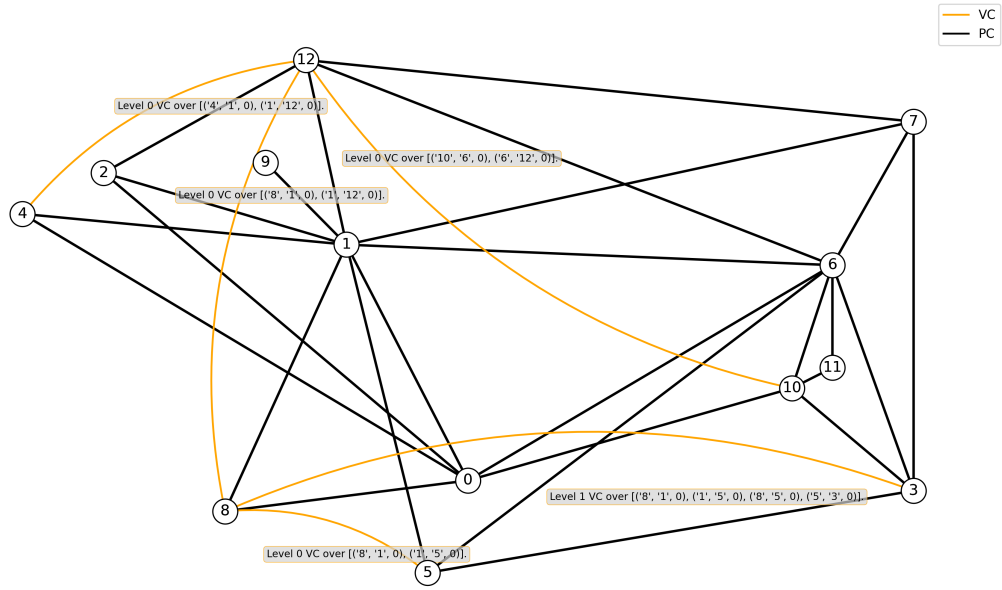 VC
PC
12
Level 0 VC over [('4', '1', 0), ('1', '12', 0)].
7
Level 0 VC over [('10', '6', 0), ('6', '12', 0)].
9
2
Level 0 VC over [('8', '1', 0), ('1', '12', 0)].
4
1
6
11
10
0
3
Level 1 VC over [('8', '1', 0), ('1', '5', 0), ('8', '5', 0), ('5', '3', 0)].
8
Level 0 VC over [('8', '1', 0), ('1', '5', 0)].
5